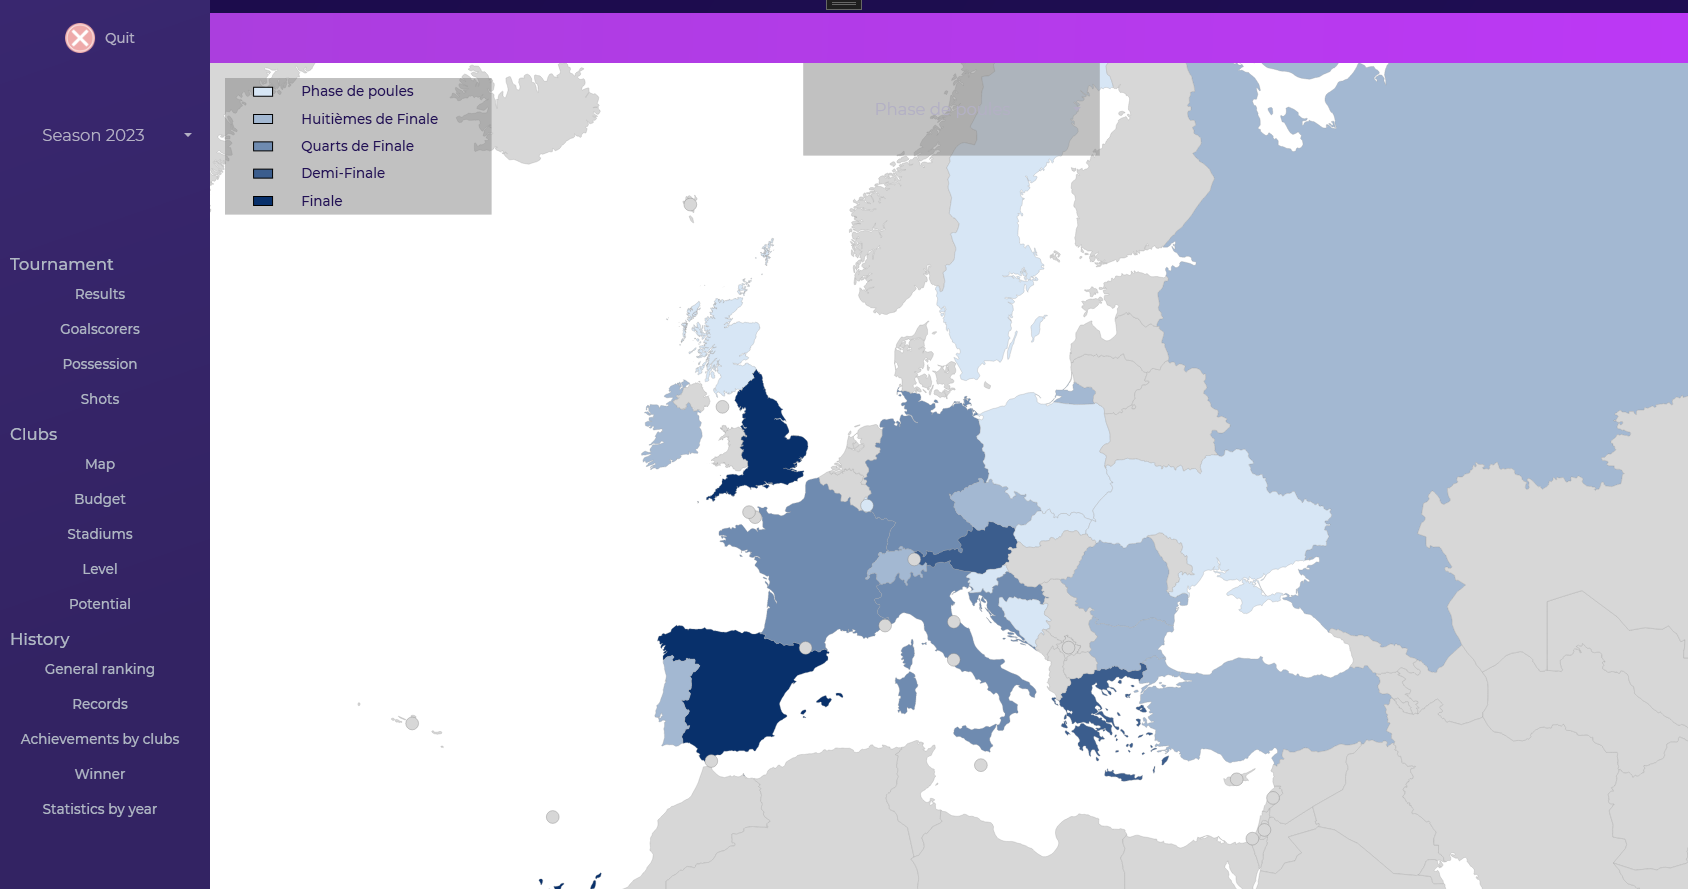 Quit
Season 2023
Tournament
Results
Goalscorers
Possession
Shots
Clubs
Map
Budget
Stadiums
Level
Potential
History
General ranking
Records
Achievements by clubs
Winner
Statistics by year
Phase de poules
Huitièmes de Finale
Quarts de Finale
Demi-Finale
Finale
Phase de poules